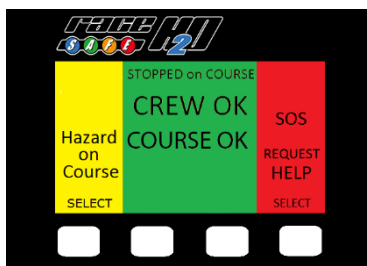 race H2O
SAFE
STOPPED on COURSE
CREW OK
COURSE OK
Hazard
on
Course
SELECT
SOS
REQUEST
HELP
SELECT